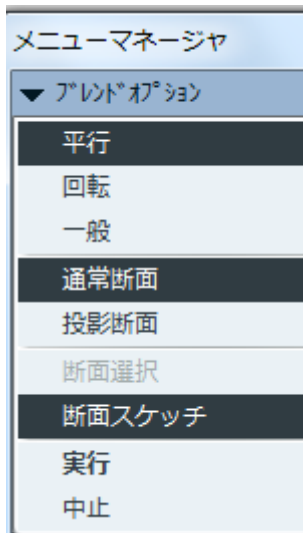 メニューマネージャ
▼ ﾌﾞﾚﾝﾄﾞｵﾌﾟｼｮﾝ
平行
回転
一般
通常断面
投影断面
断面選択
断面スケッチ
実行
中止